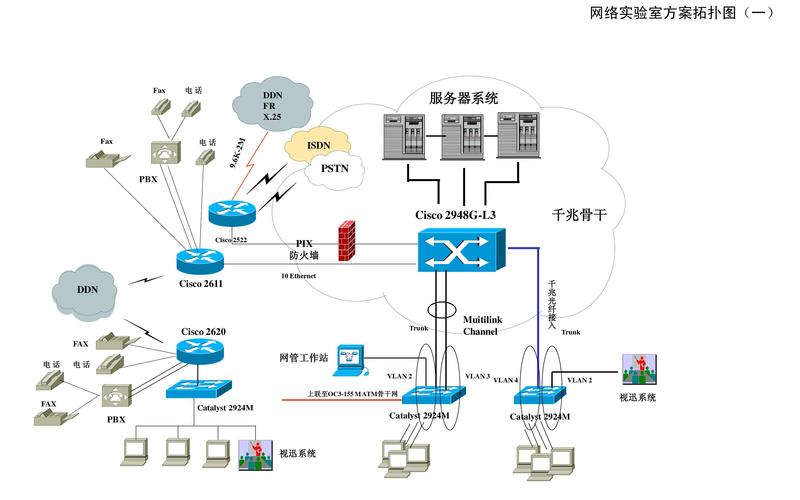 网络实验室方案拓扑图（一）
Fax
电 话
DDN
FR
X.25
服务器系统
Fax
电 话
9.6K-2M
ISDN
PSTN
PBX
Cisco 2948G-L3
千兆骨干
Cisco 2522
PIX
防火墙
10 Ethernet
Cisco 2611
DDN
千兆光纤接入
Muitilink
Channel
Trunk
Trunk
Cisco 2620
FAX
电 话
电 话
网管工作站
VLAN 2
VLAN 3
VLAN 4
VLAN 2
视迅系统
上联至OC3-155 M ATM骨干网
FAX
PBX
Catalyst 2924M
Catalyst 2924M
Catalyst 2924M
视迅系统